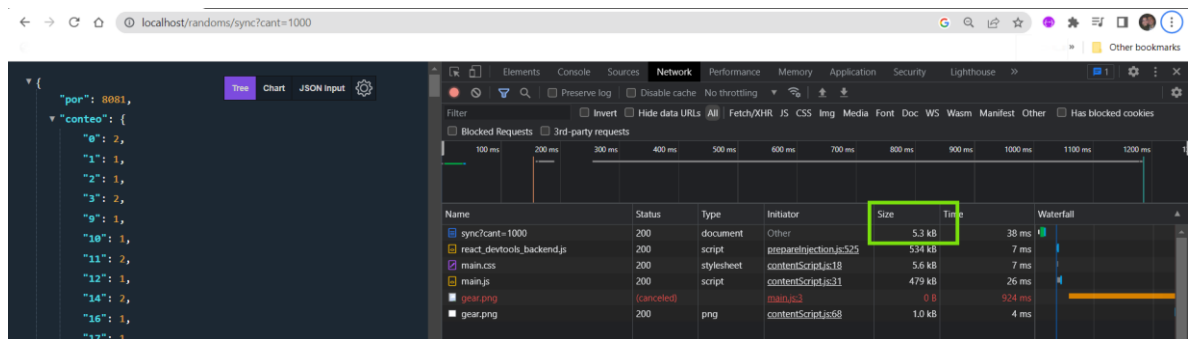 localhost/randoms/sync?cant=1000
» Other bookmarks
Elements Console Sources Network Performance Memory Application Security Lighthouse » 1
Preserve log Disable cache No throttling
Filter Invert Hide data URLs All Fetch/XHR JS CSS Img Media Font Doc WS Wasm Manifest Other Has blocked cookies
Blocked Requests 3rd-party requests
100 ms 200 ms 300 ms 400 ms 500 ms 600 ms 700 ms 800 ms 900 ms 1000 ms 1100 ms 1200 ms
Name Status Type Initiator Size Time Waterfall
sync?cant=1000 200 document Other 5.3 kB 38 ms
react_devtools_backend.js 200 script prepareInjection.js:525 534 kB 7 ms
main.css 200 stylesheet contentScript.js:18 5.6 kB 7 ms
main.js 200 script contentScript.js:31 479 kB 26 ms
gear.png (canceled) main.js:3 0 B 924 ms
gear.png 200 png contentScript.js:68 1.0 kB 4 ms
Tree Chart JSON Input
{
"por": 8081,
"conteo": {
"0": 2,
"1": 1,
"2": 1,
"3": 2,
"9": 1,
"10": 1,
"11": 2,
"12": 1,
"14": 2,
"16": 1,
"17": 1